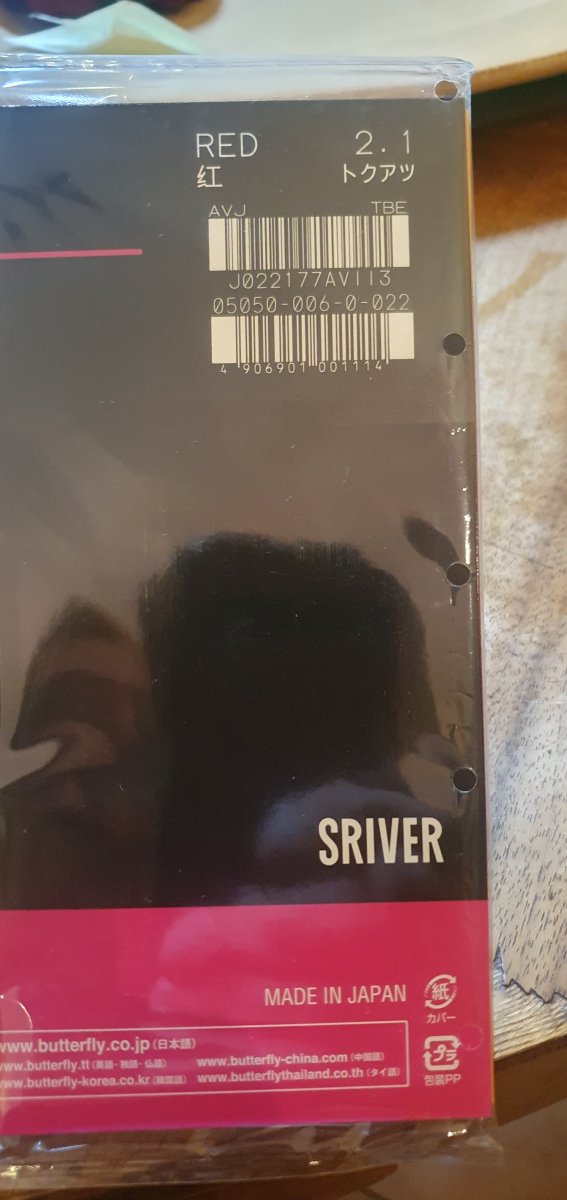 RED 2.1
红 トクアツ
AVJ TBE
J022177AVII3
05050-006-0-022
4 906901 001114
SRIVER
MADE IN JAPAN
紙
カバー
www.butterfly.co.jp (日本語)
www.butterfly.tt (英語・独語・仏語) www.butterfly-china.com (中国語)
www.butterfly-korea.co.kr (韓国語) www.butterflythailand.co.th (タイ語)
プラ
包装PP